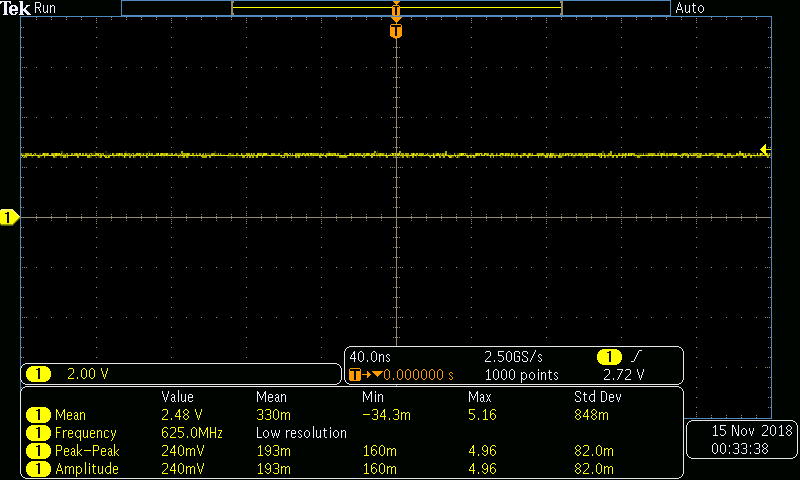 Tek Run Auto
T
T
1
1 2.00 V
40.0ns 2.50GS/s 1 /
T→▼0.000000 s 1000 points 2.72 V
Value Mean Min Max Std Dev
1 Mean 2.48 V 330m −34.3m 5.16 848m
1 Frequency 625.0MHz Low resolution
1 Peak-Peak 240mV 193m 160m 4.96 82.0m
1 Amplitude 240mV 193m 160m 4.96 82.0m
15 Nov 2018
00:33:38